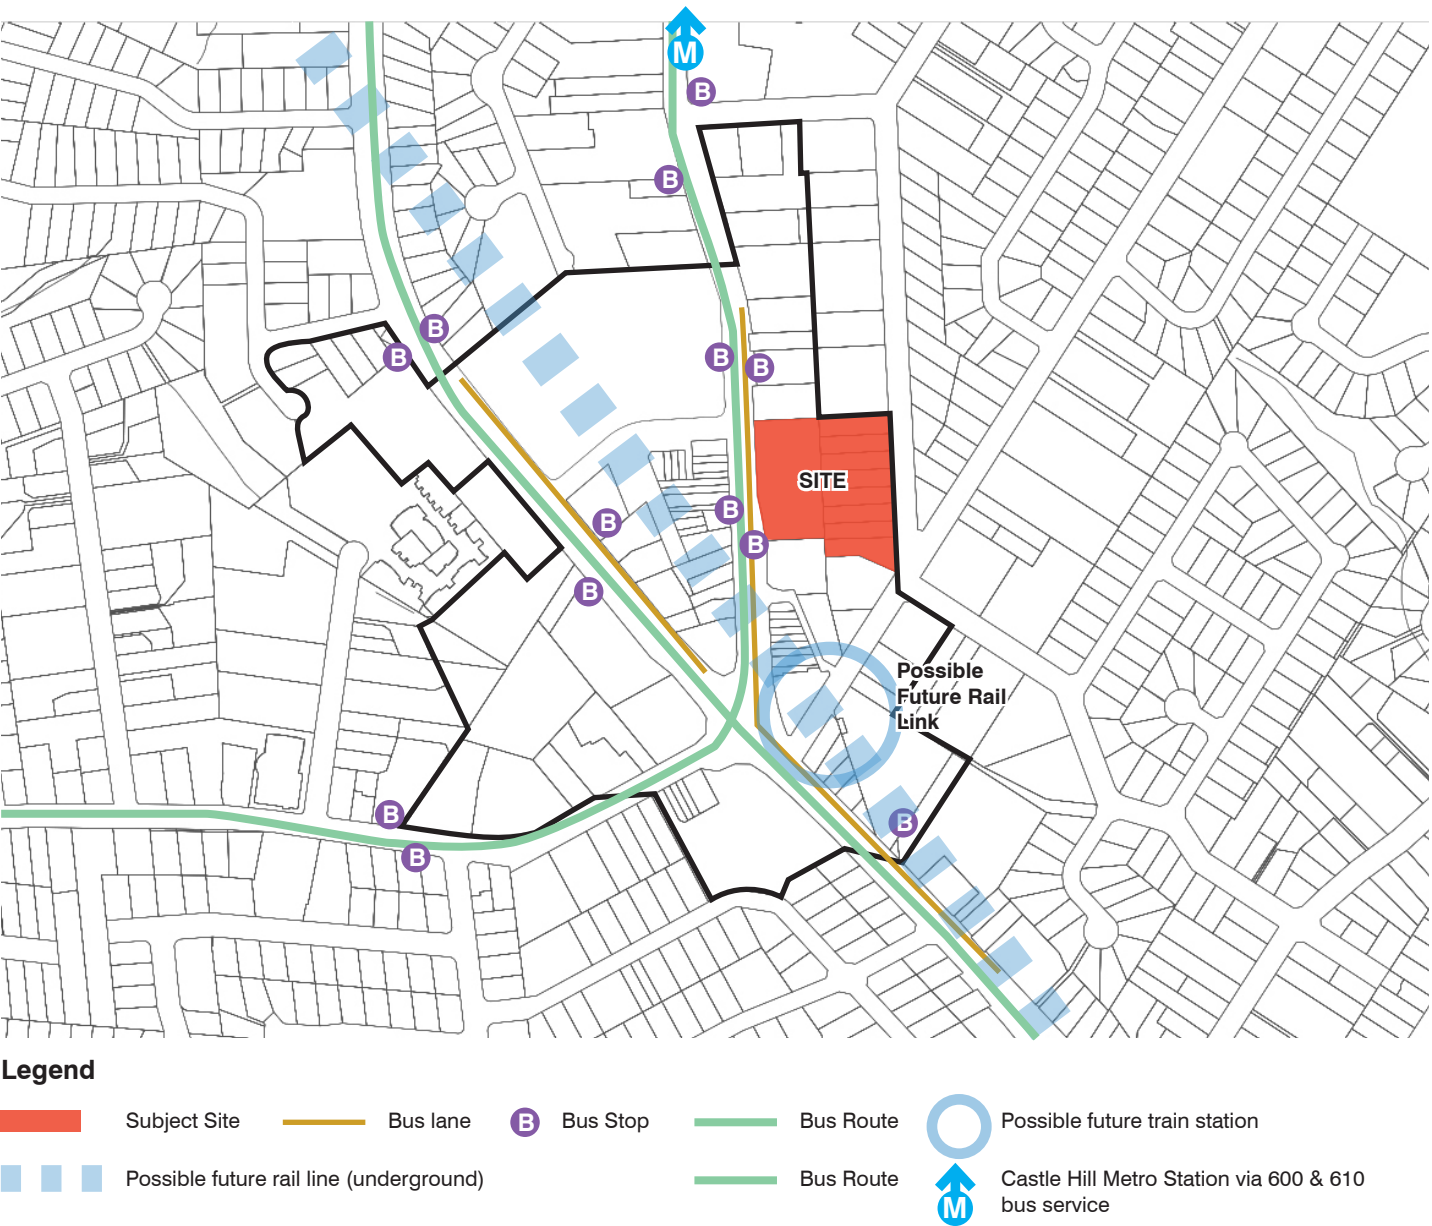 M
B
B
B
B
B
B
SITE
B
B
B
B
B
Possible
Future Rail
Link
B
B
B
Legend
Subject Site
Bus lane
B
Bus Stop
Bus Route
Possible future train station
Possible future rail line (underground)
Bus Route
M
Castle Hill Metro Station via 600 & 610
bus service